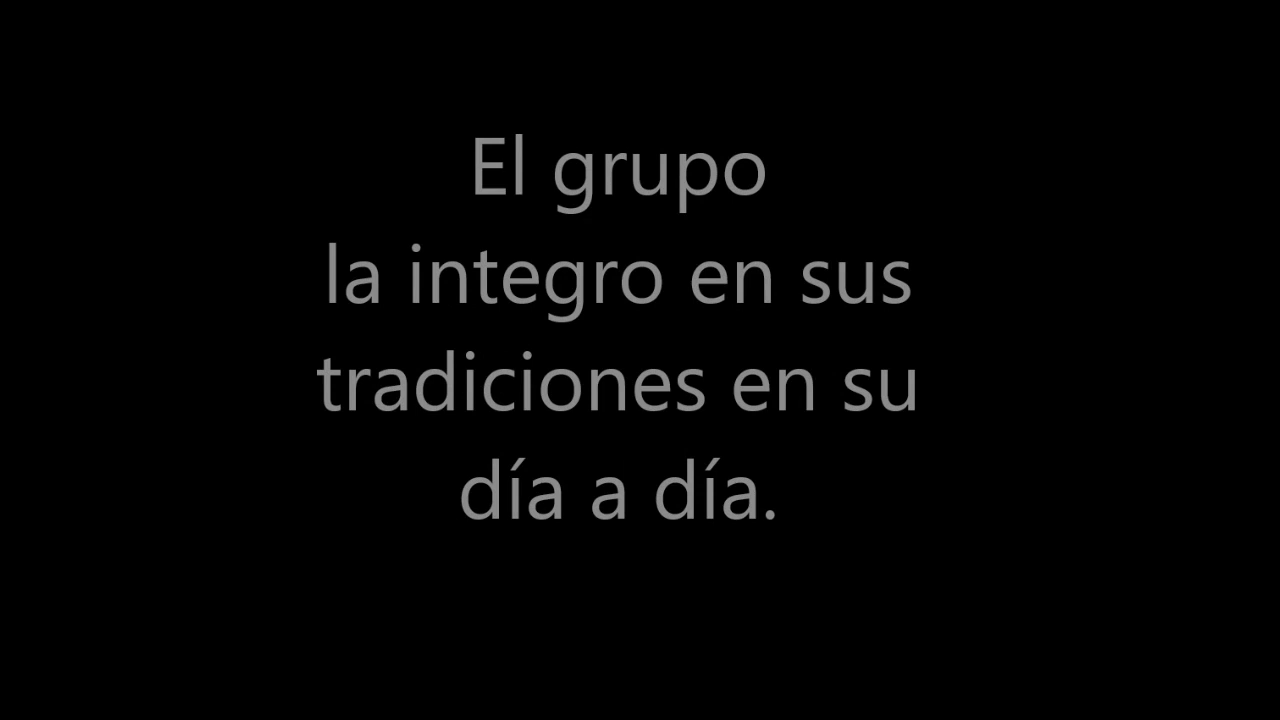 El grupo
la integro en sus
tradiciones en su
día a día.